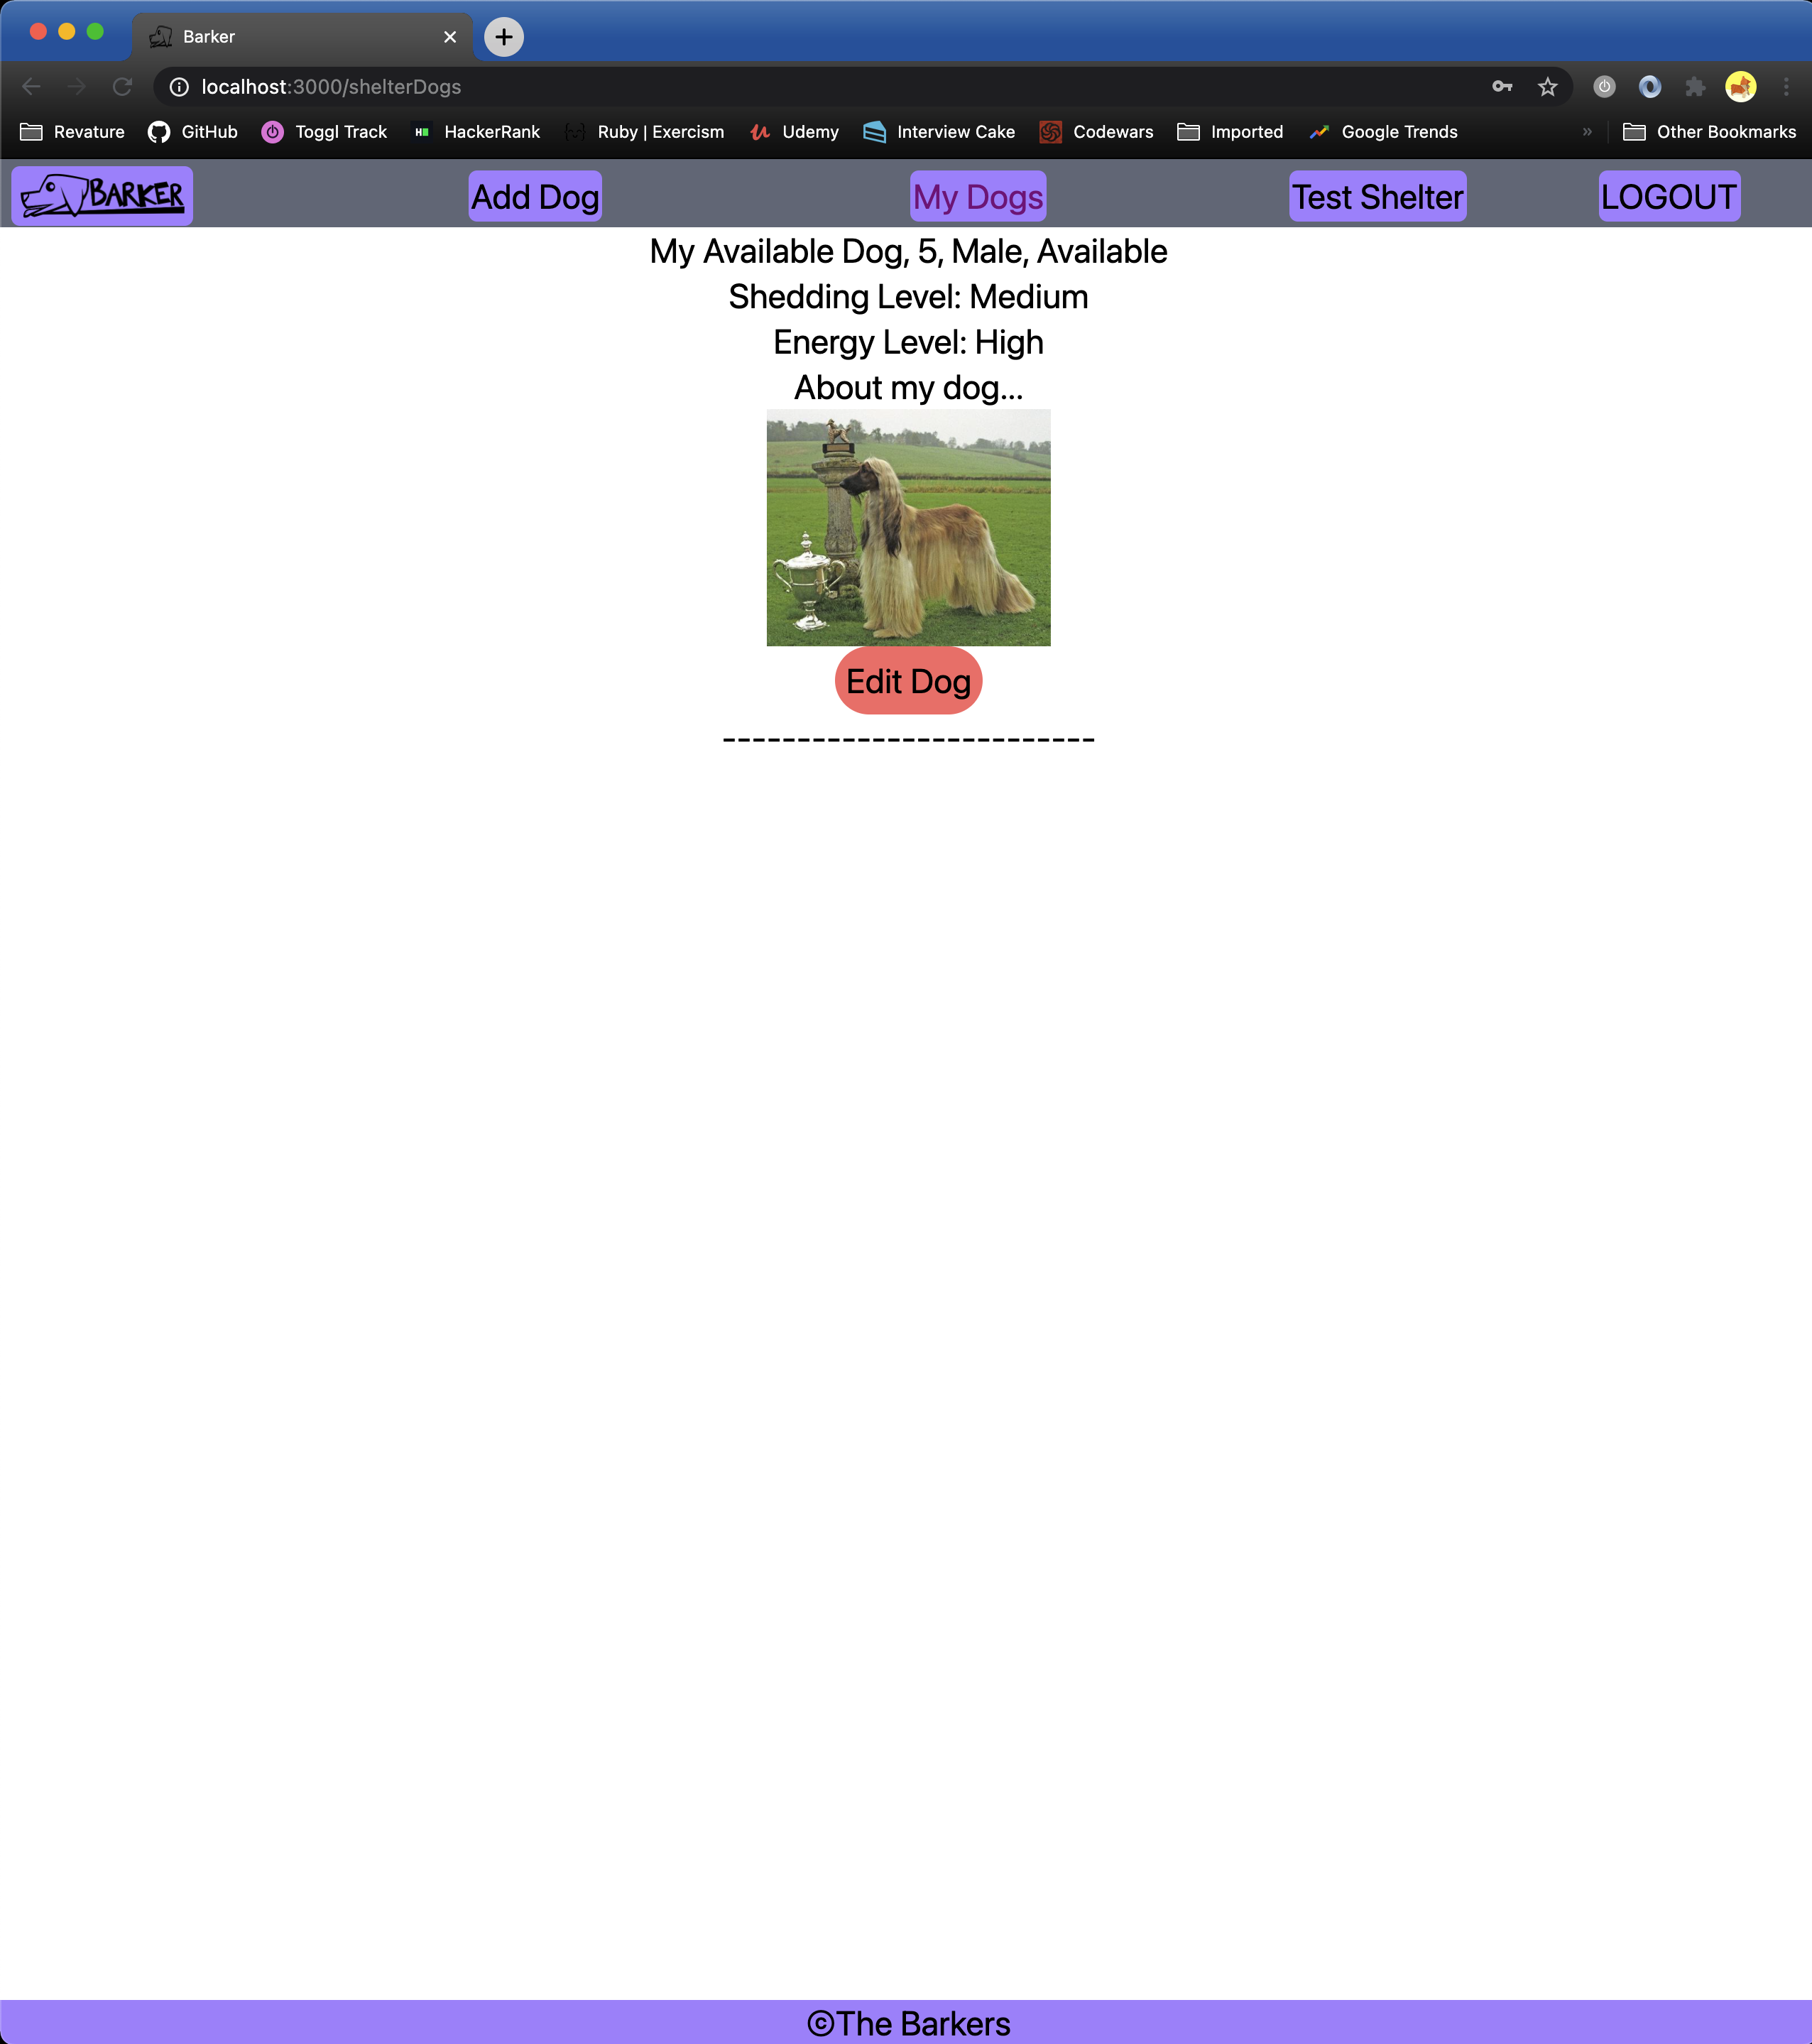 Barker
localhost:3000/shelterDogs
Revature GitHub Toggl Track HackerRank Ruby | Exercism Udemy Interview Cake Codewars Imported Google Trends » Other Bookmarks
BARKER Add Dog My Dogs Test Shelter LOGOUT
My Available Dog, 5, Male, Available
Shedding Level: Medium
Energy Level: High
About my dog...
Edit Dog
-------------------------
©The Barkers